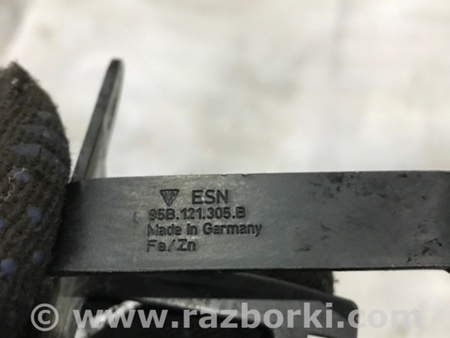 ESN
95B.121.305.B
Made in Germany
Fe/Zn
© www.razborki.com